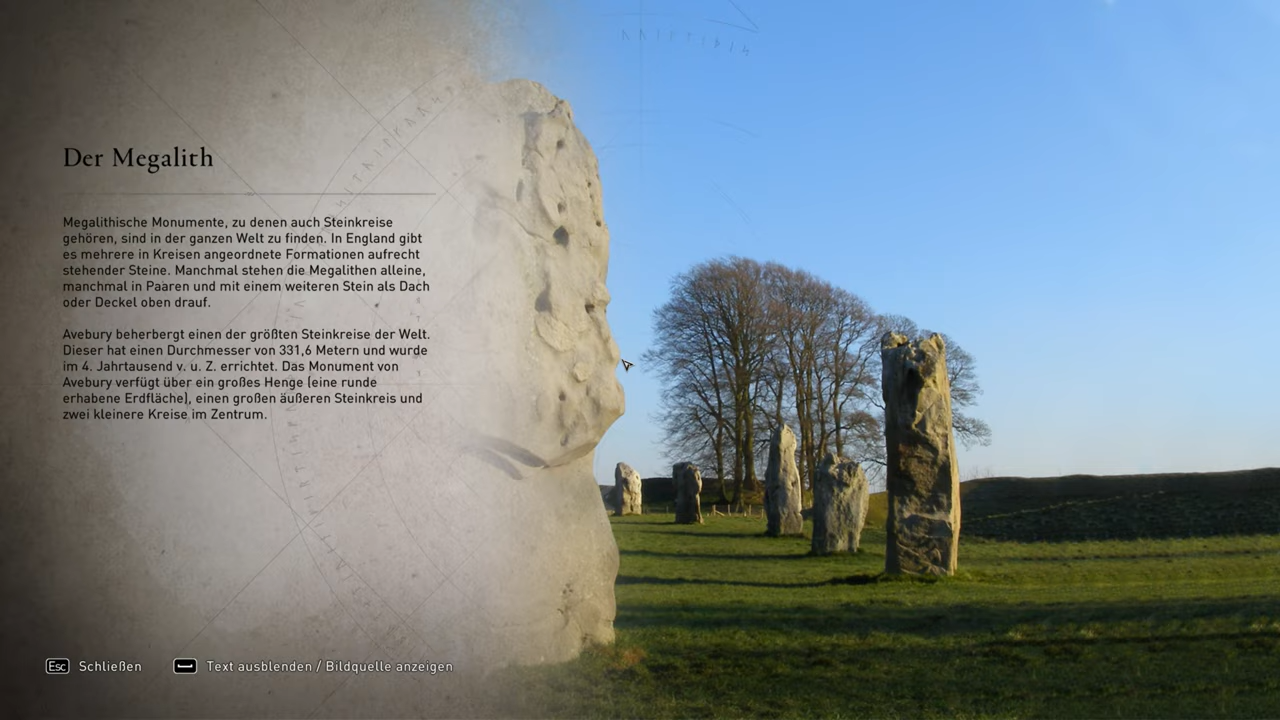 Der Megalith
Megalithische Monumente, zu denen auch Steinkreise
gehören, sind in der ganzen Welt zu finden. In England gibt
es mehrere in Kreisen angeordnete Formationen aufrecht
stehender Steine. Manchmal stehen die Megalithen alleine,
manchmal in Paaren und mit einem weiteren Stein als Dach
oder Deckel oben drauf.
Avebury beherbergt einen der größten Steinkreise der Welt.
Dieser hat einen Durchmesser von 331,6 Metern und wurde
im 4. Jahrtausend v. u. Z. errichtet. Das Monument von
Avebury verfügt über ein großes Henge (eine runde
erhabene Erdfläche), einen großen äußeren Steinkreis und
zwei kleinere Kreise im Zentrum.
Esc Schließen Text ausblenden / Bildquelle anzeigen